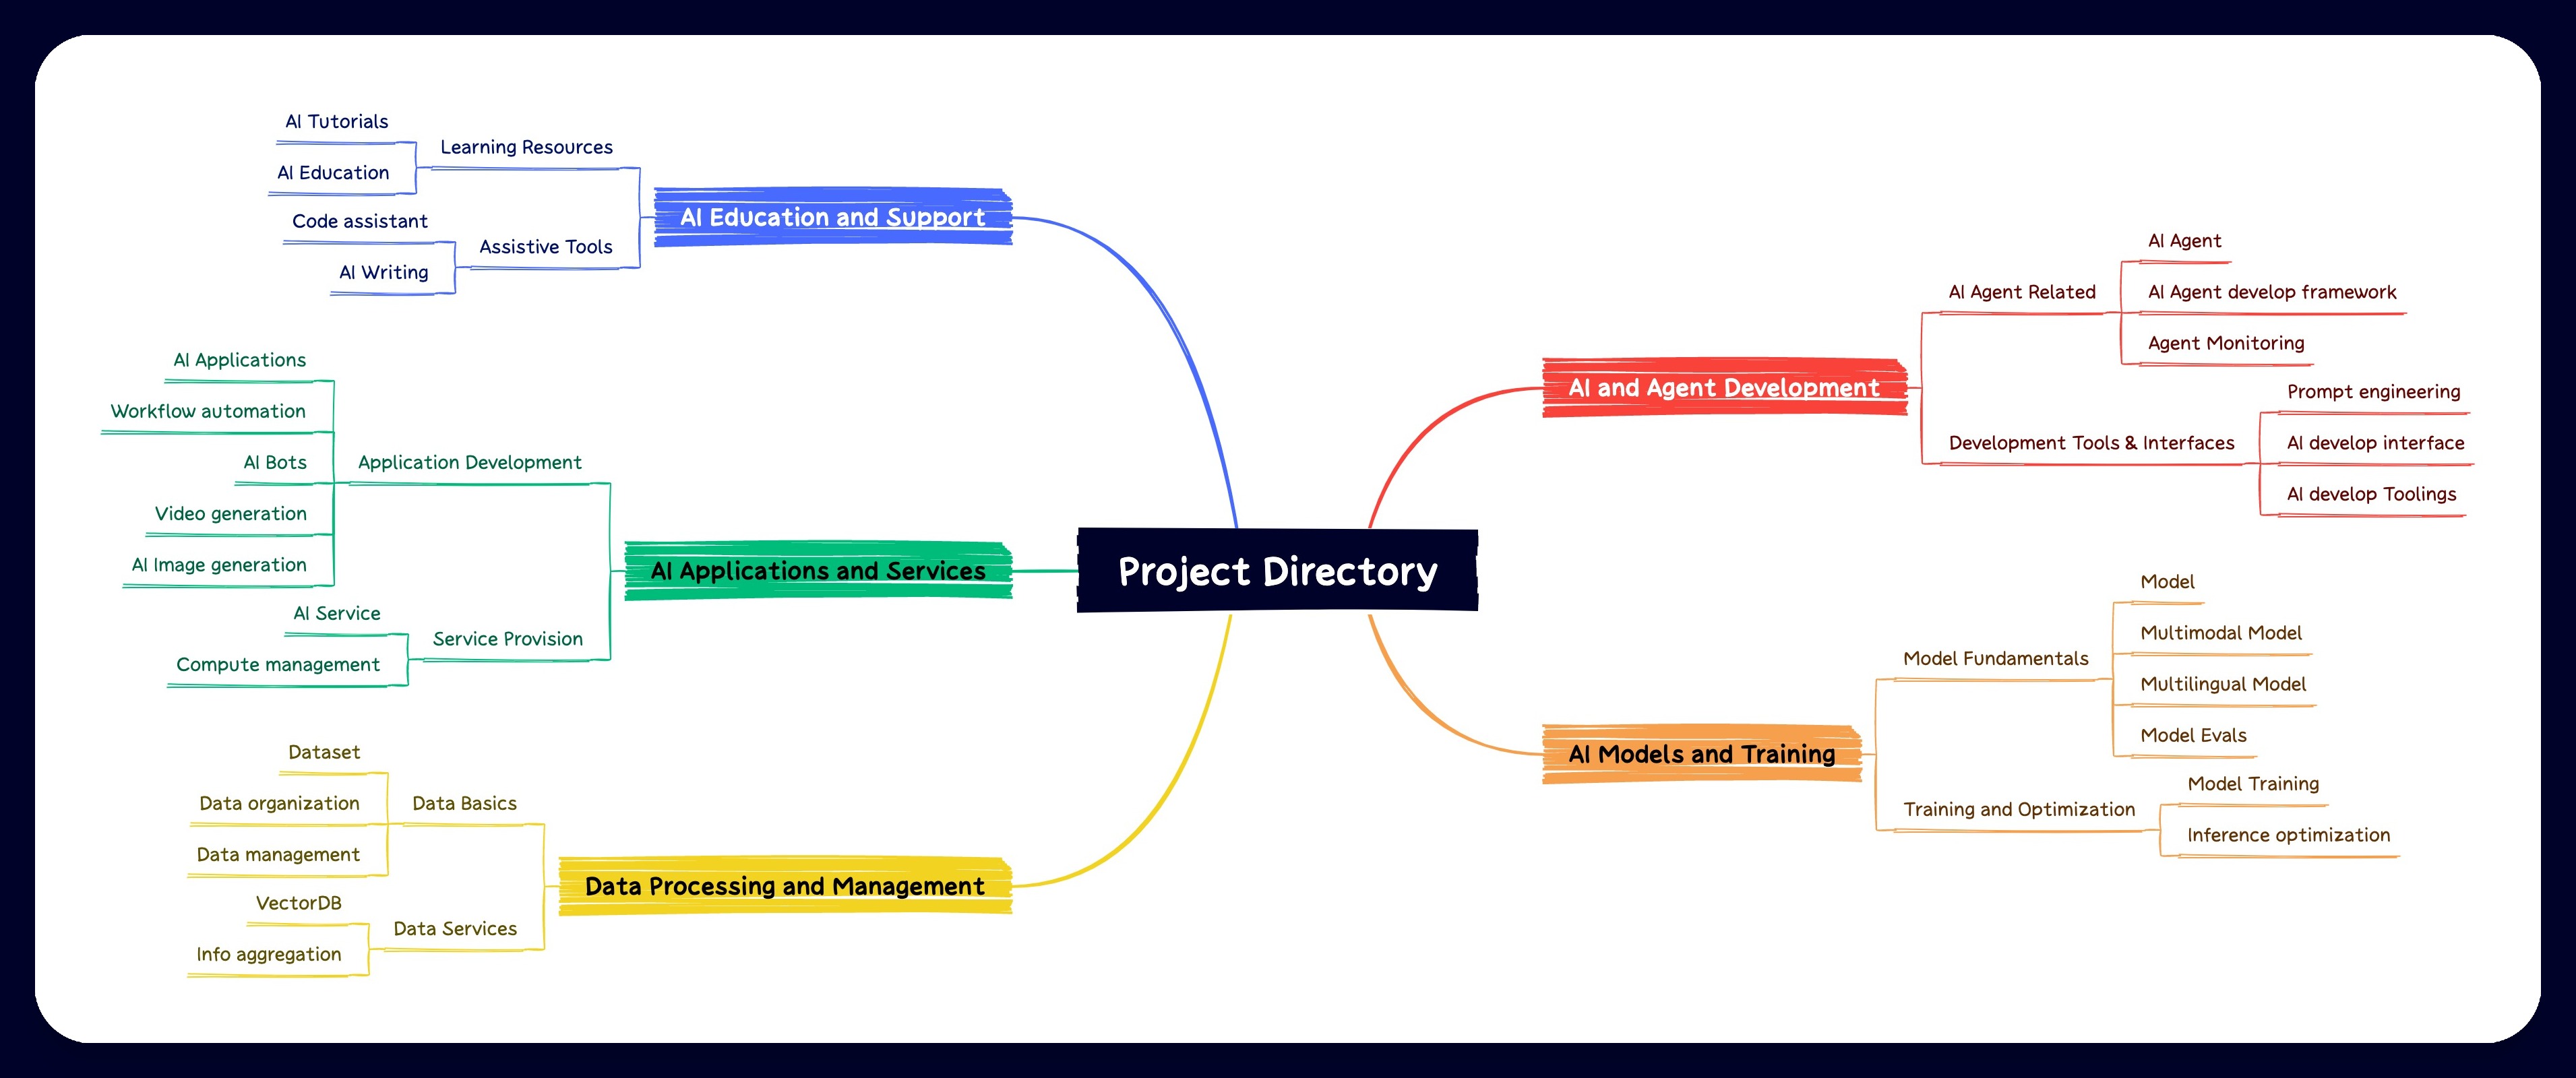 Project Directory
AI and Agent Development
AI Agent Related
AI Agent
AI Agent develop framework
Agent Monitoring
Development Tools & Interfaces
Prompt engineering
AI develop interface
AI develop Toolings
AI Models and Training
Model Fundamentals
Model
Multimodal Model
Multilingual Model
Model Evals
Training and Optimization
Model Training
Inference optimization
AI Education and Support
Learning Resources
AI Tutorials
AI Education
Assistive Tools
Code assistant
AI Writing
AI Applications and Services
Application Development
AI Applications
Workflow automation
AI Bots
Video generation
AI Image generation
Service Provision
AI Service
Compute management
Data Processing and Management
Data Basics
Dataset
Data organization
Data management
Data Services
VectorDB
Info aggregation